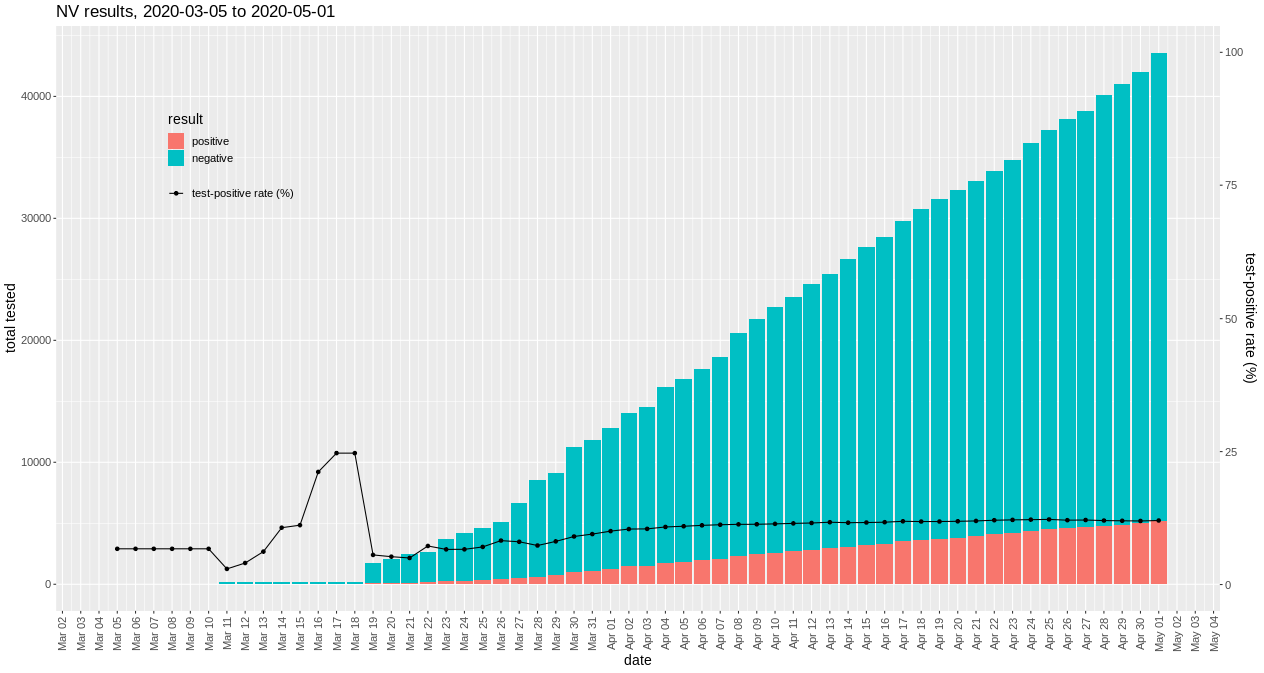 NV results, 2020-03-05 to 2020-05-01
total tested
40000
30000
20000
10000
0
result
positive
negative
test-positive rate (%)
100
75
50
25
0
test-positive rate (%)
Mar 02
Mar 03
Mar 04
Mar 05
Mar 06
Mar 07
Mar 08
Mar 09
Mar 10
Mar 11
Mar 12
Mar 13
Mar 14
Mar 15
Mar 16
Mar 17
Mar 18
Mar 19
Mar 20
Mar 21
Mar 22
Mar 23
Mar 24
Mar 25
Mar 26
Mar 27
Mar 28
Mar 29
Mar 30
Mar 31
Apr 01
Apr 02
Apr 03
Apr 04
Apr 05
Apr 06
Apr 07
Apr 08
Apr 09
Apr 10
Apr 11
Apr 12
Apr 13
Apr 14
Apr 15
Apr 16
Apr 17
Apr 18
Apr 19
Apr 20
Apr 21
Apr 22
Apr 23
Apr 24
Apr 25
Apr 26
Apr 27
Apr 28
Apr 29
Apr 30
May 01
May 02
May 03
May 04
date